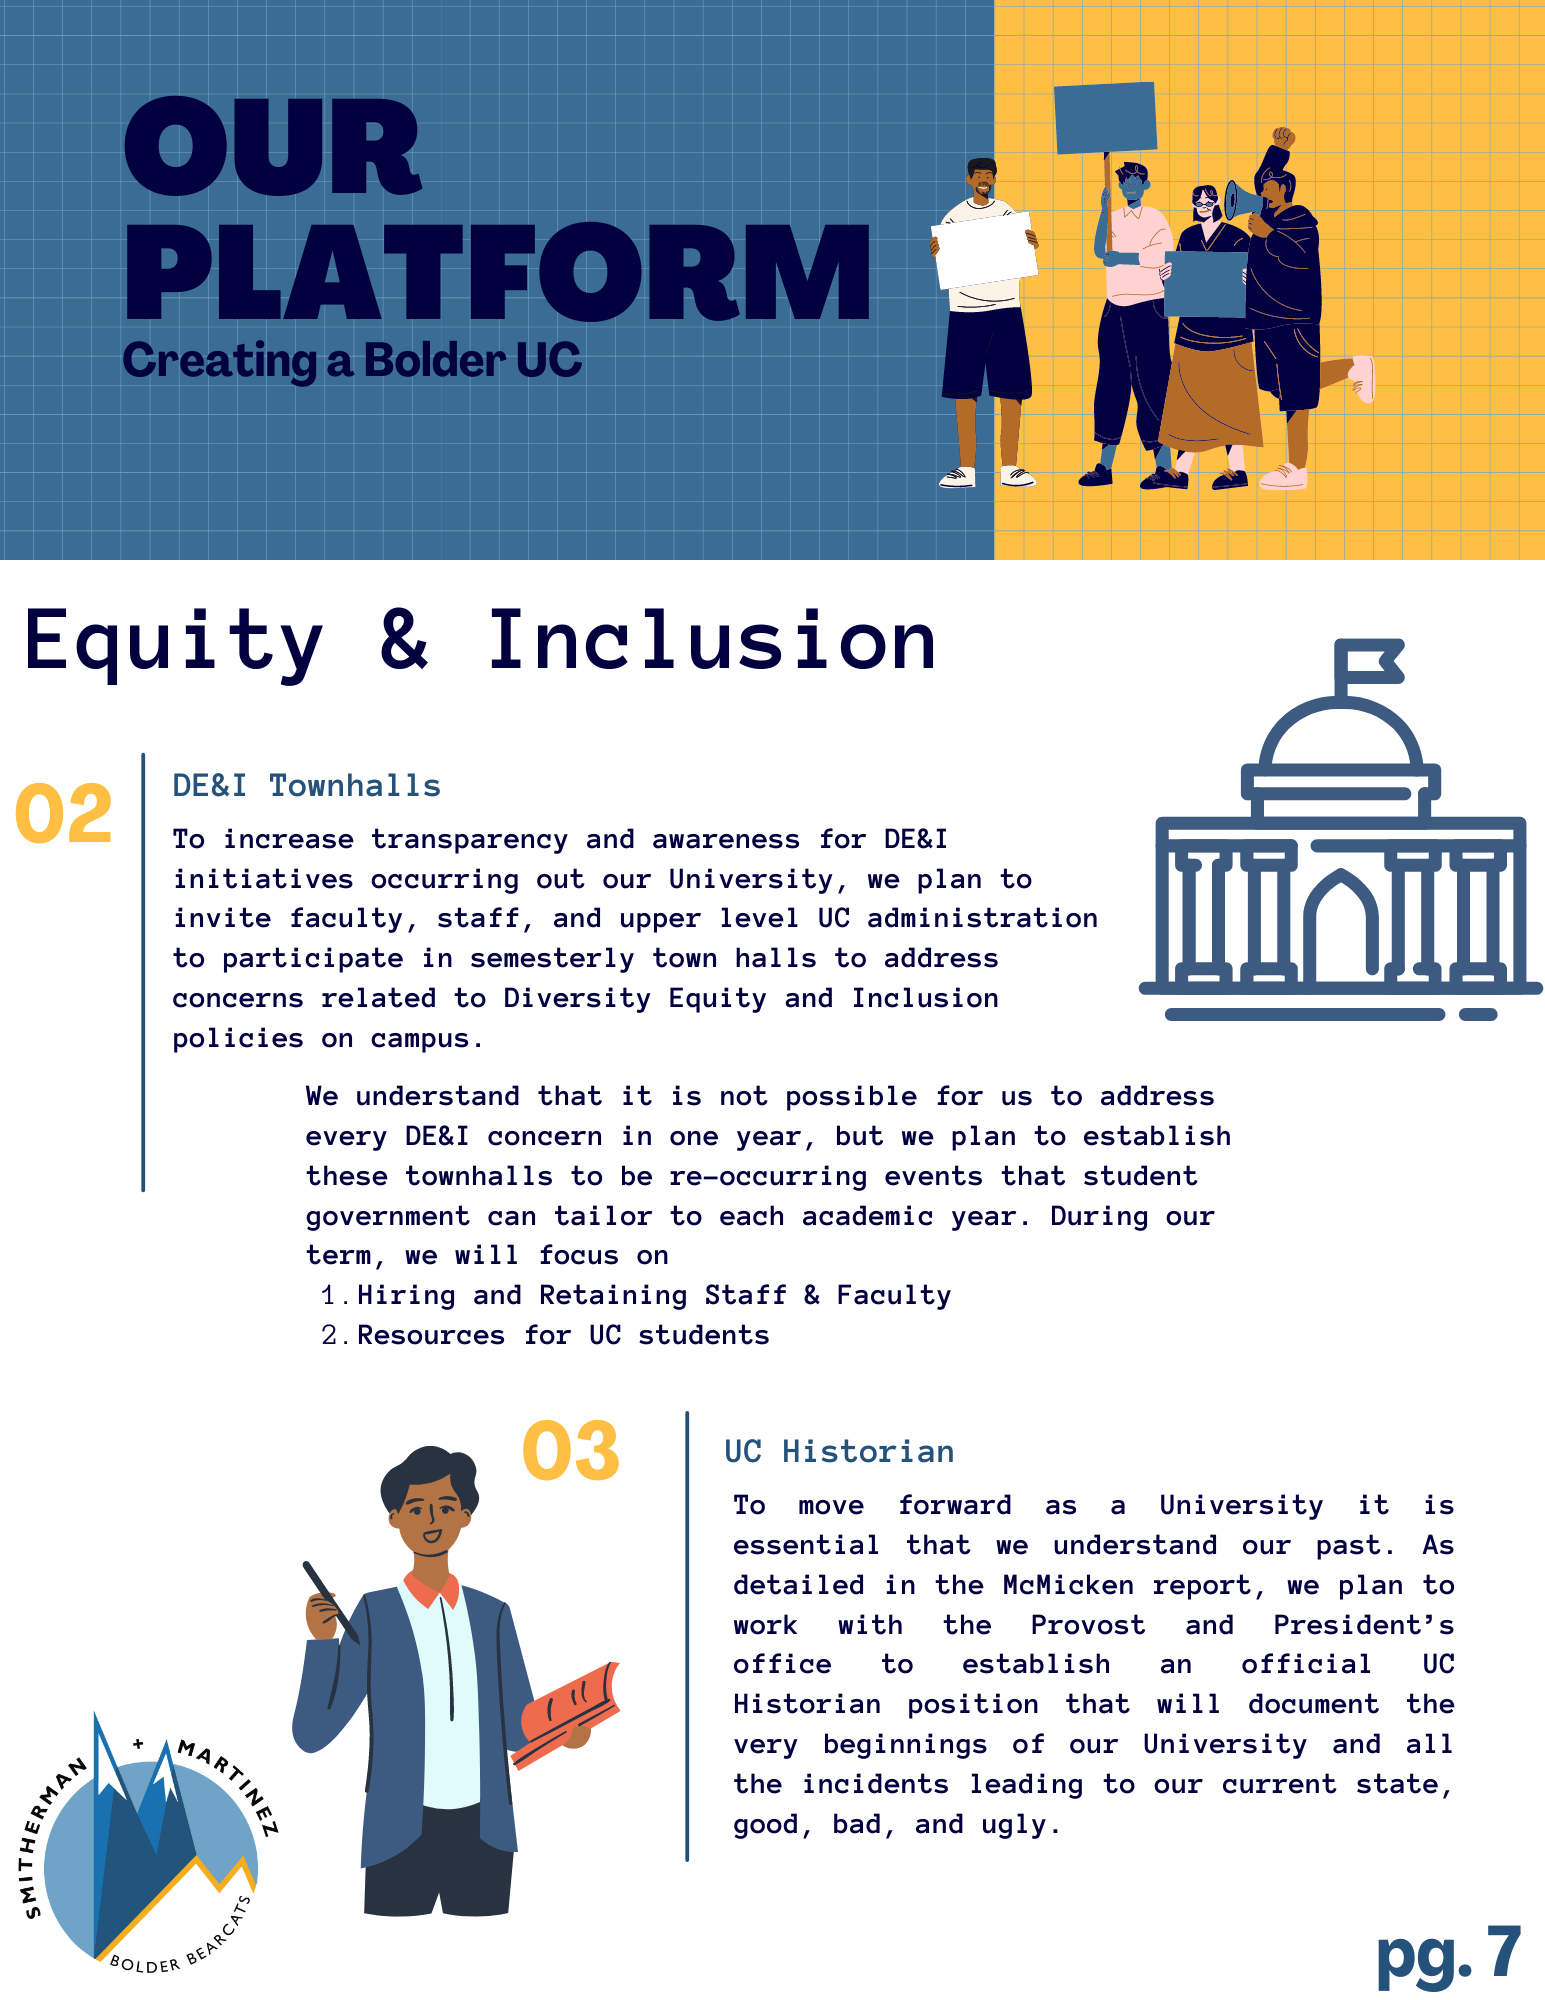 OUR
PLATFORM
Creating a Bolder UC
Equity & Inclusion
02
DE&I Townhalls
To increase transparency and awareness for DE&I
initiatives occurring out our University, we plan to
invite faculty, staff, and upper level UC administration
to participate in semesterly town halls to address
concerns related to Diversity Equity and Inclusion
policies on campus.
We understand that it is not possible for us to address
every DE&I concern in one year, but we plan to establish
these townhalls to be re-occurring events that student
government can tailor to each academic year. During our
term, we will focus on
1. Hiring and Retaining Staff & Faculty
2. Resources for UC students
03
UC Historian
To move forward as a University it is
essential that we understand our past. As
detailed in the McMicken report, we plan to
work with the Provost and President’s
office to establish an official UC
Historian position that will document the
very beginnings of our University and all
the incidents leading to our current state,
good, bad, and ugly.
SMITHERMAN + MARTINEZ
BOLDER BEARCATS
pg. 7